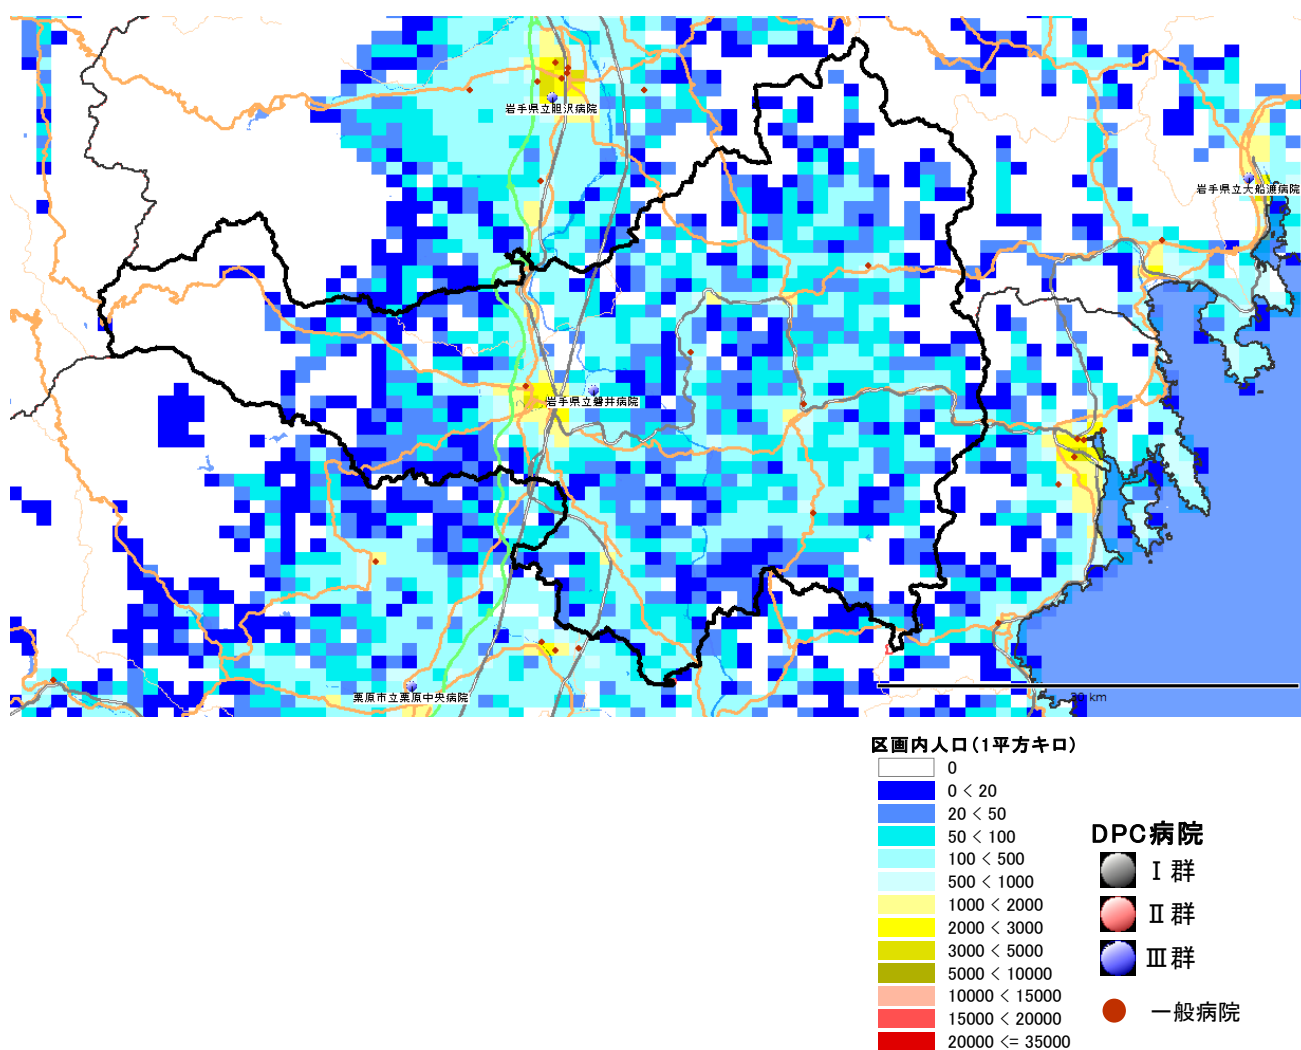 岩手県立胆沢病院
岩手県立大船渡病院
岩手県立磐井病院
栗原市立栗原中央病院
30 km
区画内人口(1平方キロ)
0
0 < 20
20 < 50
50 < 100
100 < 500
500 < 1000
1000 < 2000
2000 < 3000
3000 < 5000
5000 < 10000
10000 < 15000
15000 < 20000
20000 <= 35000
DPC病院
Ⅰ群
Ⅱ群
Ⅲ群
一般病院